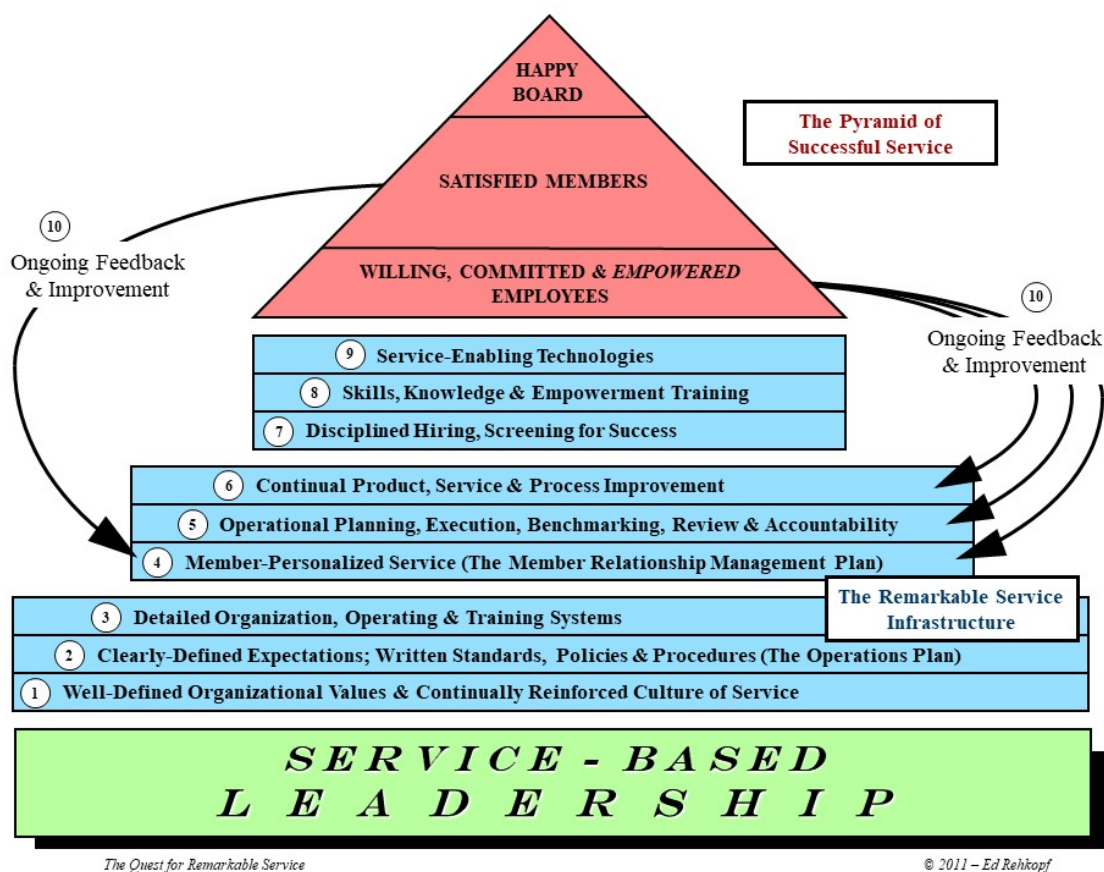 HAPPY
BOARD
The Pyramid of
Successful Service
SATISFIED MEMBERS
10
Ongoing Feedback
& Improvement
WILLING, COMMITTED & EMPOWERED
EMPLOYEES
10
Ongoing Feedback
& Improvement
9 Service-Enabling Technologies
8 Skills, Knowledge & Empowerment Training
7 Disciplined Hiring, Screening for Success
6 Continual Product, Service & Process Improvement
5 Operational Planning, Execution, Benchmarking, Review & Accountability
4 Member-Personalized Service (The Member Relationship Management Plan)
The Remarkable Service
Infrastructure
3 Detailed Organization, Operating & Training Systems
2 Clearly-Defined Expectations; Written Standards, Policies & Procedures (The Operations Plan)
1 Well-Defined Organizational Values & Continually Reinforced Culture of Service
SERVICE - BASED
LEADERSHIP
The Quest for Remarkable Service
© 2011 – Ed Rehkopf